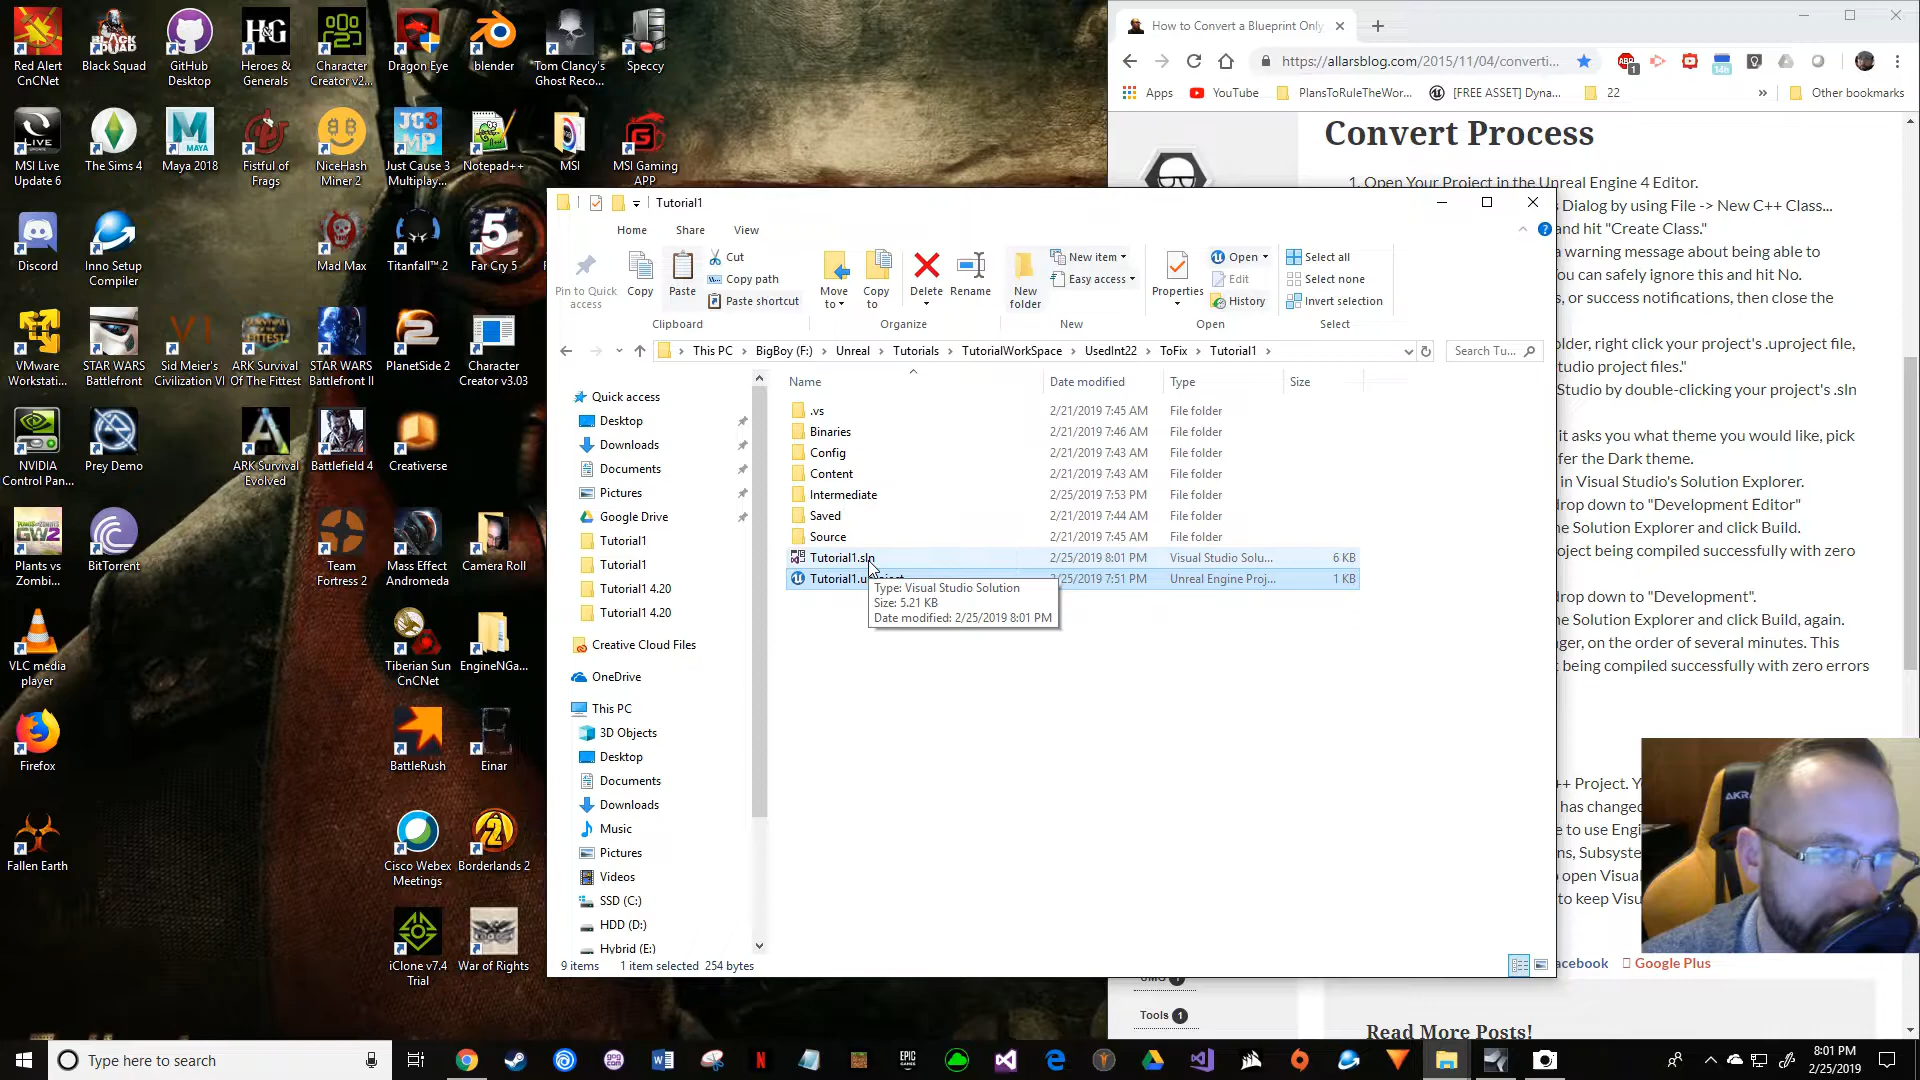 Red Alert CnCNet
Black Squad
GitHub Desktop
Heroes & Generals
Character Creator v2...
Dragon Eye
blender
Tom Clancy's Ghost Reco...
Speccy
MSI Live Update 6
The Sims 4
Maya 2018
Fistful of Frags
NiceHash Miner 2
Just Cause 3 Multiplay...
Notepad++
MSI
MSI Gaming APP
Discord
Inno Setup Compiler
Mad Max
Titanfall™ 2
Far Cry 5
VMware Workstati...
STAR WARS Battlefront
Sid Meier's Civilization VI
ARK Survival Of The Fittest
STAR WARS Battlefront II
PlanetSide 2
Character Creator v3.03
NVIDIA Control Pan...
Prey Demo
ARK Survival Evolved
Battlefield 4
Creativerse
Plants vs Zombi...
BitTorrent
Team Fortress 2
Mass Effect Andromeda
Camera Roll
VLC media player
Tiberian Sun CnCNet
EngineNGa...
Firefox
BattleRush
Einar
Fallen Earth
Cisco Webex Meetings
Borderlands 2
iClone v7.4 Trial
War of Rights
How to Convert a Blueprint Only
https://allarsblog.com/2015/11/04/converti...
Apps
YouTube
PlansToRuleTheWor...
[FREE ASSET] Dyna...
22
Other bookmarks
Convert Process
1. Open Your Project in the Unreal Engine 4 Editor.
Dialog by using File -> New C++ Class...
and hit "Create Class."
a warning message about being able to
ou can safely ignore this and hit No.
s, or success notifications, then close the
older, right click your project's .uproject file,
tudio project files."
Studio by double-clicking your project's .sln
it asks you what theme you would like, pick
fer the Dark theme.
in Visual Studio's Solution Explorer.
drop down to "Development Editor"
he Solution Explorer and click Build.
oject being compiled successfully with zero
drop down to "Development".
he Solution Explorer and click Build, again.
ger, on the order of several minutes. This
t being compiled successfully with zero errors
++ Project. Y
has changed
e to use Engi
ns, Subsyste
o open Visual
to keep Visu
acebook
Google Plus
Tools 1
Read More Posts!
Tutorial1
Home
Share
View
Pin to Quick access
Copy
Paste
Cut
Copy path
Paste shortcut
Clipboard
Move to
Copy to
Delete
Rename
Organize
New folder
New item
Easy access
New
Properties
Open
Edit
History
Open
Select all
Select none
Invert selection
Select
This PC > BigBoy (F:) > Unreal > Tutorials > TutorialWorkSpace > UsedInt22 > ToFix > Tutorial1 >
Search Tu...
Quick access
Desktop
Downloads
Documents
Pictures
Google Drive
Tutorial1
Tutorial1
Tutorial1 4.20
Tutorial1 4.20
Creative Cloud Files
OneDrive
This PC
3D Objects
Desktop
Documents
Downloads
Music
Pictures
Videos
SSD (C:)
HDD (D:)
Hybrid (E:)
Name Date modified Type Size
.vs 2/21/2019 7:45 AM File folder
Binaries 2/21/2019 7:46 AM File folder
Config 2/21/2019 7:43 AM File folder
Content 2/21/2019 7:43 AM File folder
Intermediate 2/25/2019 7:53 PM File folder
Saved 2/21/2019 7:44 AM File folder
Source 2/21/2019 7:45 AM File folder
Tutorial1.sln 2/25/2019 8:01 PM Visual Studio Solu... 6 KB
Tutorial1.uproject 2/25/2019 7:51 PM Unreal Engine Proj... 1 KB
Type: Visual Studio Solution
Size: 5.21 KB
Date modified: 2/25/2019 8:01 PM
9 items 1 item selected 254 bytes
Type here to search
8:01 PM
2/25/2019